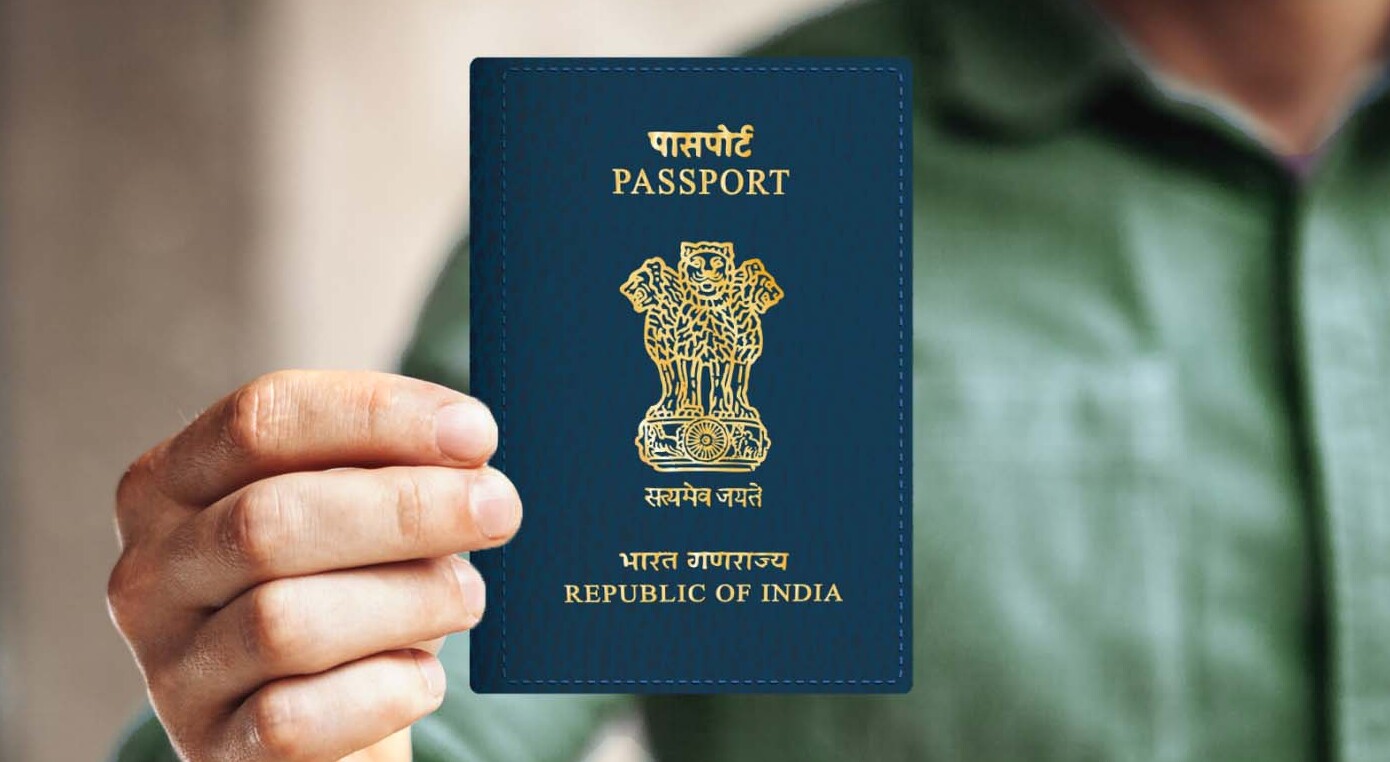 पासपोर्ट
PASSPORT
सत्यमेव जयते
भारत गणराज्य
REPUBLIC OF INDIA